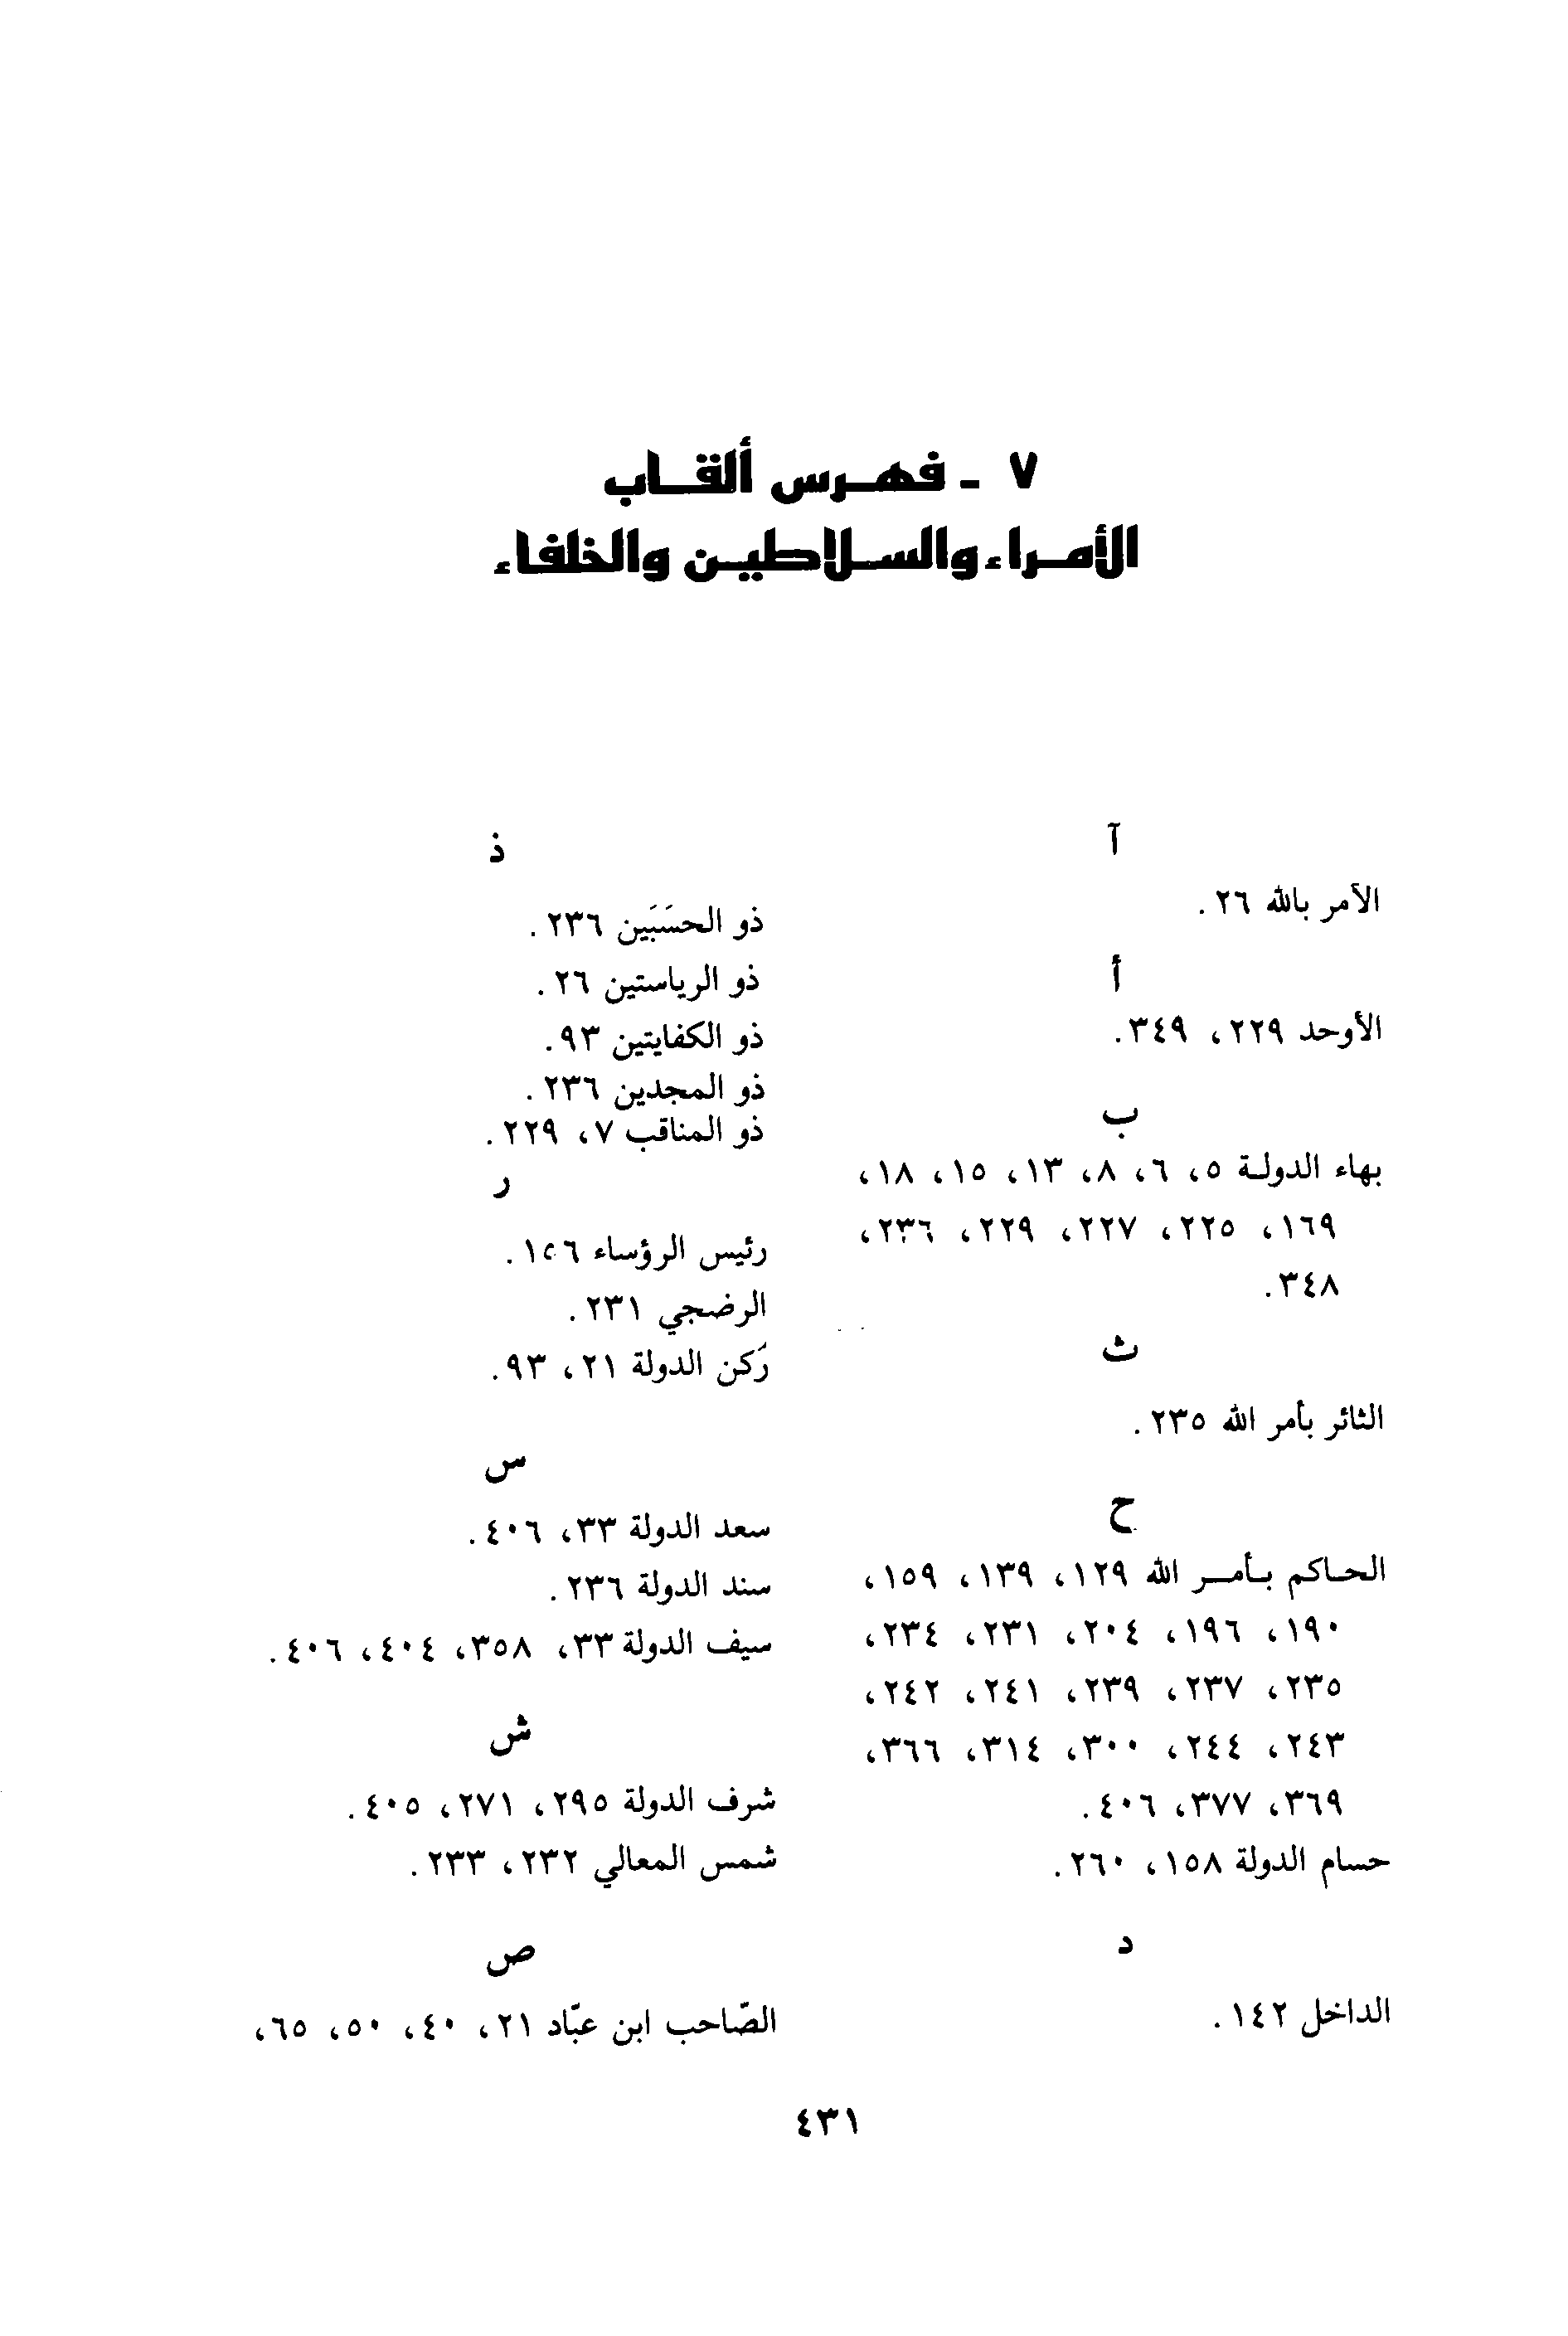 ٧ - فهرس ألقاب
الأمراء والسلاطين والخلفاء
آ
الآمر بالله ٢٦ .
أ
الأوحد ٢٢٩ ، ٣٤٩.
ب
بهاء الدولة ٥، ٦، ٨، ١٣، ١٥، ١٨،
١٦٩، ٢٢٥، ٢٢٧، ٢٢٩، ٢٣٦،
٣٤٨.
ث
الثائر بأمر الله ٢٣٥.
ح
الحاكم بأمر الله ١٢٩، ١٣٩، ١٥٩،
١٩٠، ١٩٦، ٢٠٤، ٢٣١، ٢٣٤،
٢٣٥، ٢٣٧، ٢٣٩، ٢٤١، ٢٤٢،
٢٤٣، ٢٤٤، ٣٠٠، ٣١٤، ٣٦٦،
٣٦٩، ٣٧٧، ٤٠٦.
حسام الدولة ١٥٨، ٢٦٠.
د
الداخل ١٤٢ .
ذ
ذو الحسَبَين ٢٣٦.
ذو الرياستين ٢٦ .
ذو الكفايتين ٩٣.
ذو المجدين ٢٣٦ .
ذو المناقب ٧، ٢٢٩ .
ر
رئيس الرؤساء ١٥٦.
الرضجي ٢٣١ .
رَكن الدولة ٢١، ٩٣.
س
سعد الدولة ٣٣، ٤٠٦.
سند الدولة ٢٣٦.
سيف الدولة ٣٣، ٣٥٨، ٤٠٤، ٤٠٦.
ش
شرف الدولة ٢٩٥، ٢٧١، ٤٠٥.
شمس المعالي ٢٣٢، ٢٣٣ .
ص
الصّاحب ابن عبّاد ٢١، ٤٠، ٥٠، ٦٥،
٤٣١